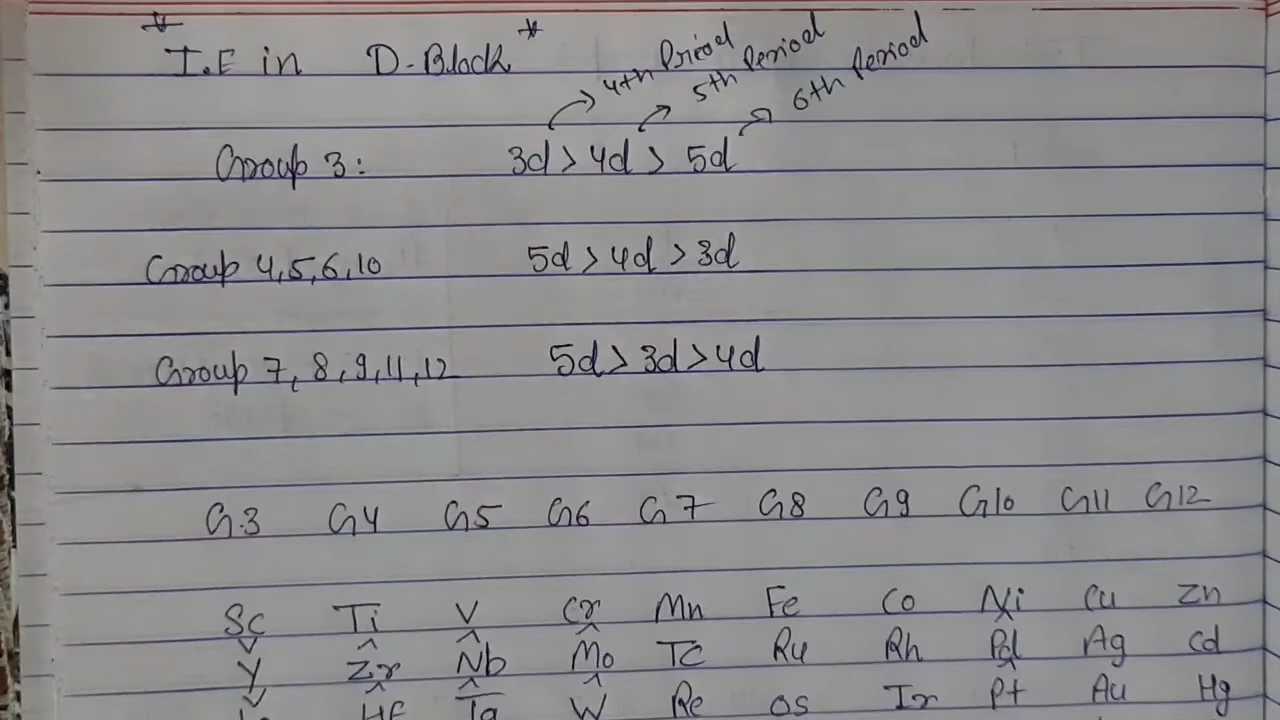 * I.E in D-Block *
4th Priod 5th Period 6th Period
Group 3: 3d > 4d > 5d
Group 4,5,6,10 5d > 4d > 3d
Group 7, 8, 9, 11, 12 5d > 3d > 4d
G.3 G4 G5 G6 G7 G8 G9 G10 G11 G12
Sc Ti V Cr Mn Fe Co Ni Cu Zn
Y Zr Nb Mo TC Ru Rh Pd Ag Cd
Hf Ta W Re Os Ir Pt Au Hg